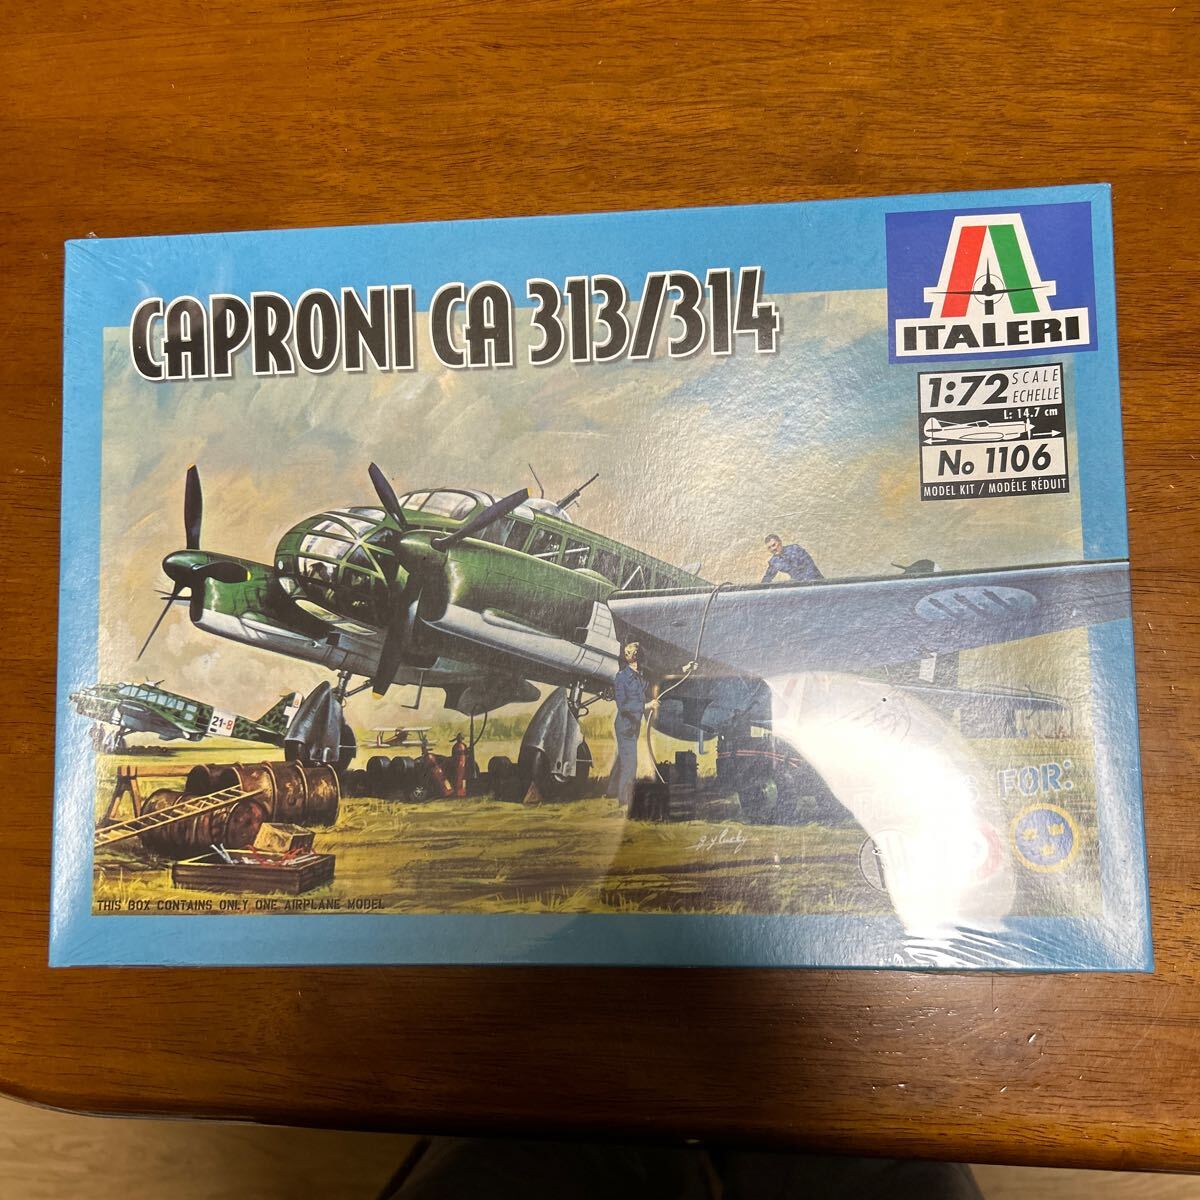 CAPRONI CA 313/314
ITALERI
1:72 SCALE
ECHELLE
L: 14.7 cm
No 1106
MODEL KIT / MODÈLE RÉDUIT
21-8
FOR:
THIS BOX CONTAINS ONLY ONE AIRPLANE MODEL